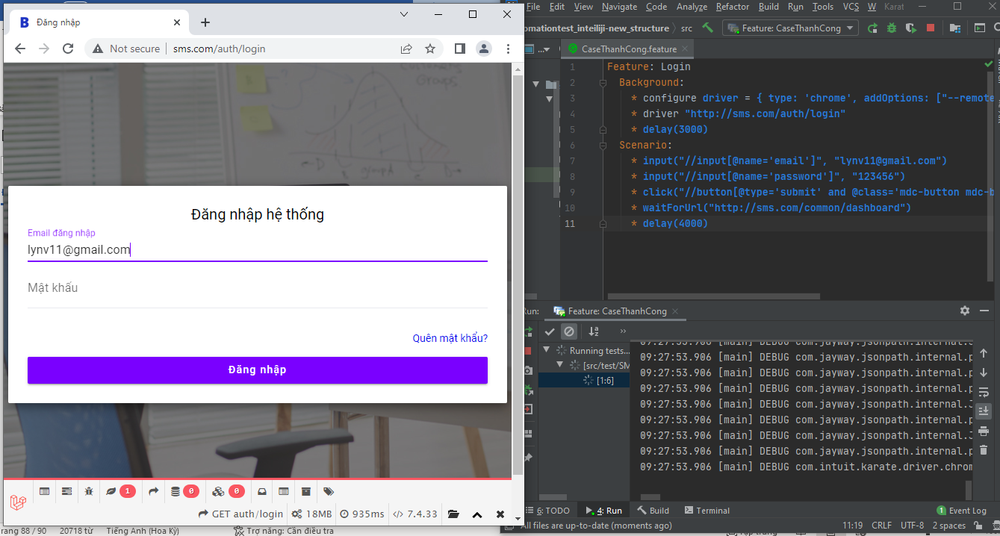 Đăng nhập
Not secure
sms.com/auth/login
Customers
Groups
Đăng nhập hệ thống
Email đăng nhập
lynv11@gmail.com
Mật khẩu
Quên mật khẩu?
Đăng nhập
1
0
0
GET auth/login
18MB
935ms
7.4.33
rang 88 / 90
20718 từ
Tiếng Anh (Hoa Kỳ)
Trợ năng: Cần điều tra
File Edit View Navigate Code Analyze Refactor Build Run Tools VCS W Karat
omationtest_inteiliji-new_structure
src
Feature: CaseThanhCong
...
CaseThanhCong.feature
1 Feature: Login
2 Background:
3 * configure driver = { type: 'chrome', addOptions: ["--remote
4 * driver "http://sms.com/auth/login"
5 * delay(3000)
6 Scenario:
7 * input("//input[@name='email']", "lynv11@gmail.com")
8 * input("//input[@name='password']", "123456")
9 * click("//button[@type='submit' and @class='mdc-button mdc-b
10 * waitForUrl("http://sms.com/common/dashboard")
11 * delay(4000)
un:
Feature: CaseThanhCong
Running tests...
[src/test/SM
[1:6]
09:27:53.906 [main] DEBUG com.jayway.jsonpath.internal.J
09:27:53.906 [main] DEBUG com.jayway.jsonpath.internal.p
09:27:53.906 [main] DEBUG com.jayway.jsonpath.internal.J
09:27:53.906 [main] DEBUG com.jayway.jsonpath.internal.p
09:27:53.906 [main] DEBUG com.jayway.jsonpath.internal.J
09:27:53.906 [main] DEBUG com.jayway.jsonpath.internal.p
09:27:53.906 [main] DEBUG com.jayway.jsonpath.internal.J
09:27:53.906 [main] DEBUG com.jayway.jsonpath.internal.p
09:27:53.906 [main] DEBUG com.intuit.karate.driver.chrom
6: TODO
4: Run
Build
Terminal
1 Event Log
All files are up-to-date (moments ago)
11:19 CRLF UTF-8 2 spaces